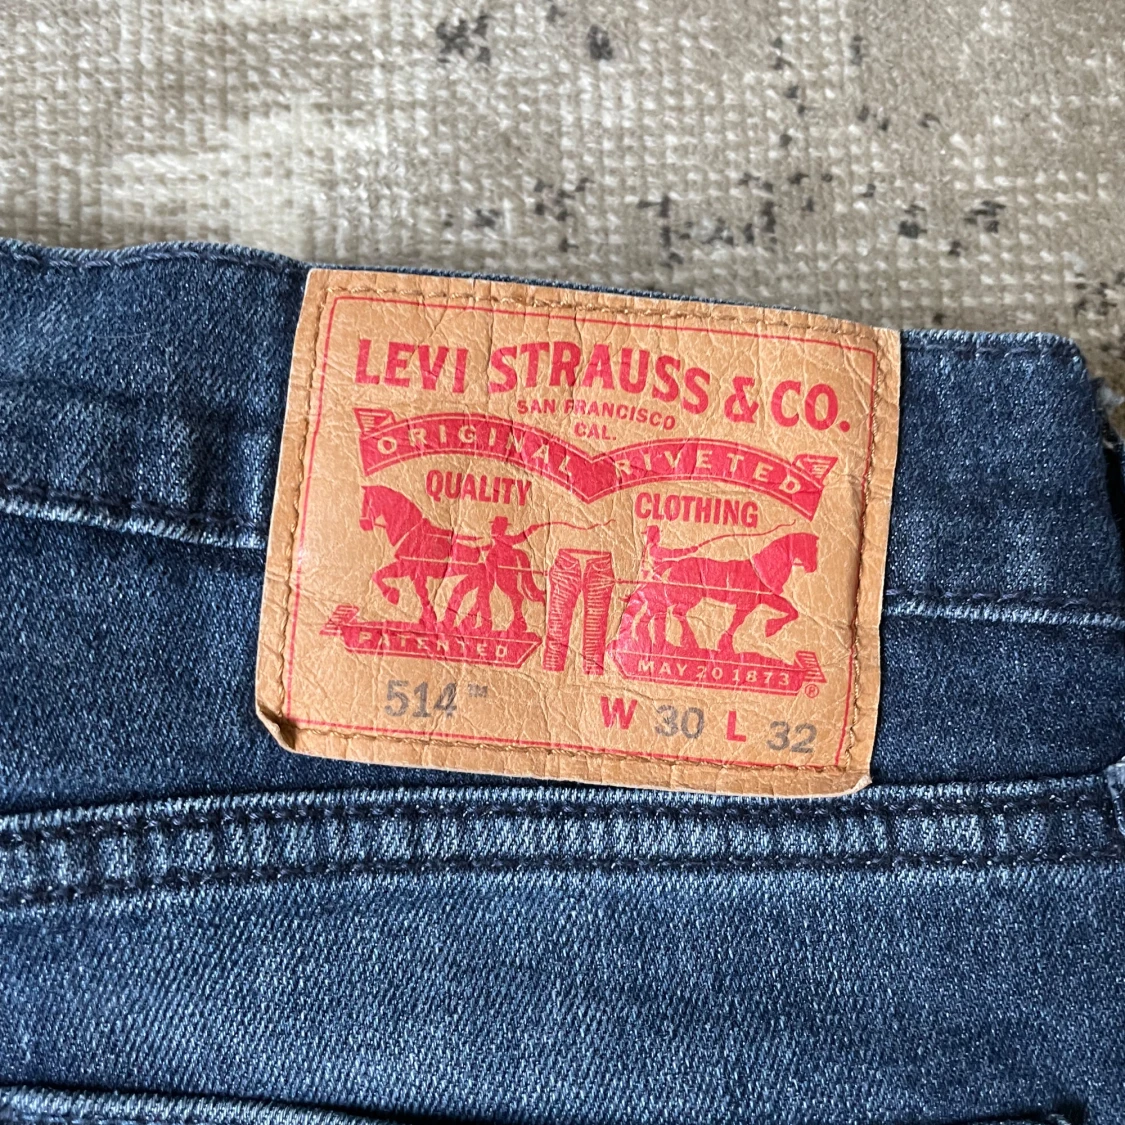 LEVI STRAUSS & CO.
SAN FRANCISCO
CAL.
ORIGINAL RIVETED
QUALITY CLOTHING
PATENTED MAY 20 1873 ®
514™ W 30 L 32